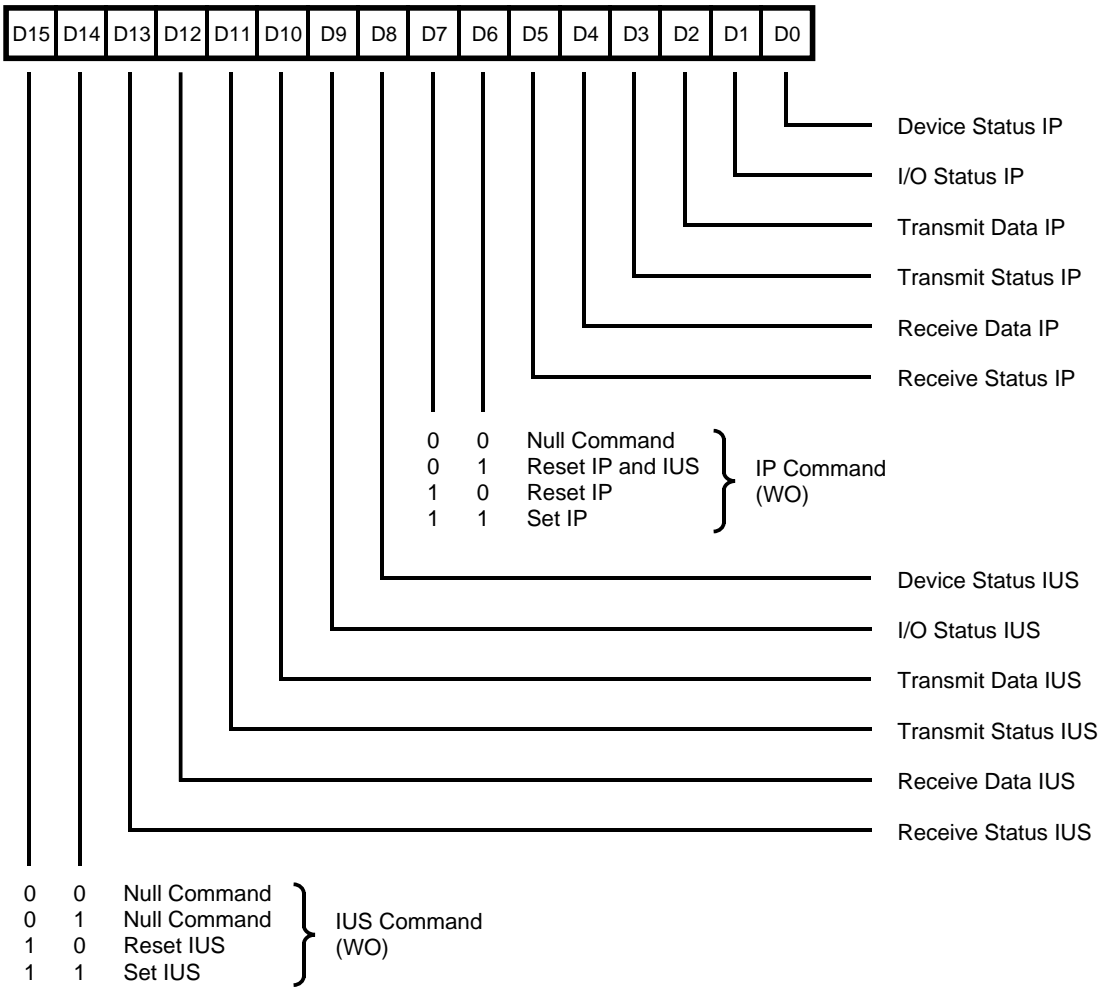 D15 D14 D13 D12 D11 D10 D9 D8 D7 D6 D5 D4 D3 D2 D1 D0
Device Status IP
I/O Status IP
Transmit Data IP
Transmit Status IP
Receive Data IP
Receive Status IP
0 0 Null Command
0 1 Reset IP and IUS
1 0 Reset IP
1 1 Set IP
IP Command
(WO)
Device Status IUS
I/O Status IUS
Transmit Data IUS
Transmit Status IUS
Receive Data IUS
Receive Status IUS
0 0 Null Command
0 1 Null Command
1 0 Reset IUS
1 1 Set IUS
IUS Command
(WO)